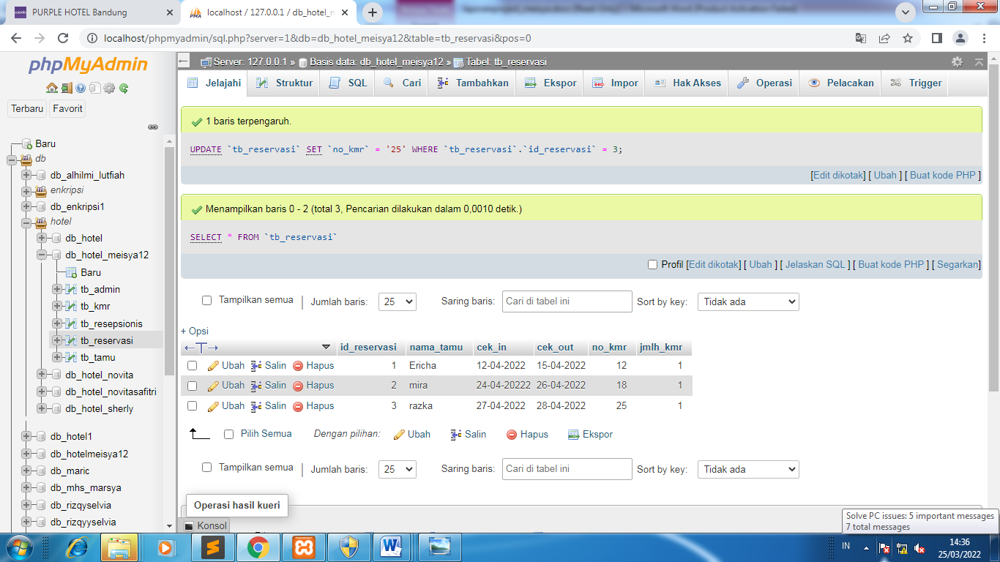 PURPLE HOTEL Bandung
localhost / 127.0.0.1 / db_hotel_m
localhost/phpmyadmin/sql.php?server=1&db=db_hotel_meisya12&table=tb_reservasi&pos=0
phpMyAdmin
Terbaru Favorit
Baru
db
db_alhilmi_lutfiah
enkripsi
db_enkripsi1
hotel
db_hotel
db_hotel_meisya12
Baru
tb_admin
tb_kmr
tb_resepsionis
tb_reservasi
tb_tamu
db_hotel_novita
db_hotel_novitasafitri
db_hotel_sherly
db_hotel1
db_hotelmeisya12
db_maric
db_mhs_marsya
db_rizqyselvia
db_rizqyyselvia
Server: 127.0.0.1 » Basis data: db_hotel_meisya12 » Tabel: tb_reservasi
Jelajahi Struktur SQL Cari Tambahkan Ekspor Impor Hak Akses Operasi Pelacakan Trigger
1 baris terpengaruh.
UPDATE `tb_reservasi` SET `no_kmr` = '25' WHERE `tb_reservasi`.`id_reservasi` = 3;
[Edit dikotak] [ Ubah ] [ Buat kode PHP ]
Menampilkan baris 0 - 2 (total 3, Pencarian dilakukan dalam 0,0010 detik.)
SELECT * FROM `tb_reservasi`
Profil [Edit dikotak] [ Ubah ] [ Jelaskan SQL ] [ Buat kode PHP ] [ Segarkan]
Tampilkan semua | Jumlah baris: 25 Saring baris: Cari di tabel ini Sort by key: Tidak ada
+ Opsi
←T→ id_reservasi nama_tamu cek_in cek_out no_kmr jmlh_kmr
Ubah Salin Hapus 1 Ericha 12-04-2022 15-04-2022 12 1
Ubah Salin Hapus 2 mira 24-04-20222 26-04-2022 18 1
Ubah Salin Hapus 3 razka 27-04-2022 28-04-2022 25 1
Pilih Semua Dengan pilihan: Ubah Salin Hapus Ekspor
Tampilkan semua | Jumlah baris: 25 Saring baris: Cari di tabel ini Sort by key: Tidak ada
Operasi hasil kueri
Konsol
Solve PC issues: 5 important messages
7 total messages
IN
14:36
25/03/2022